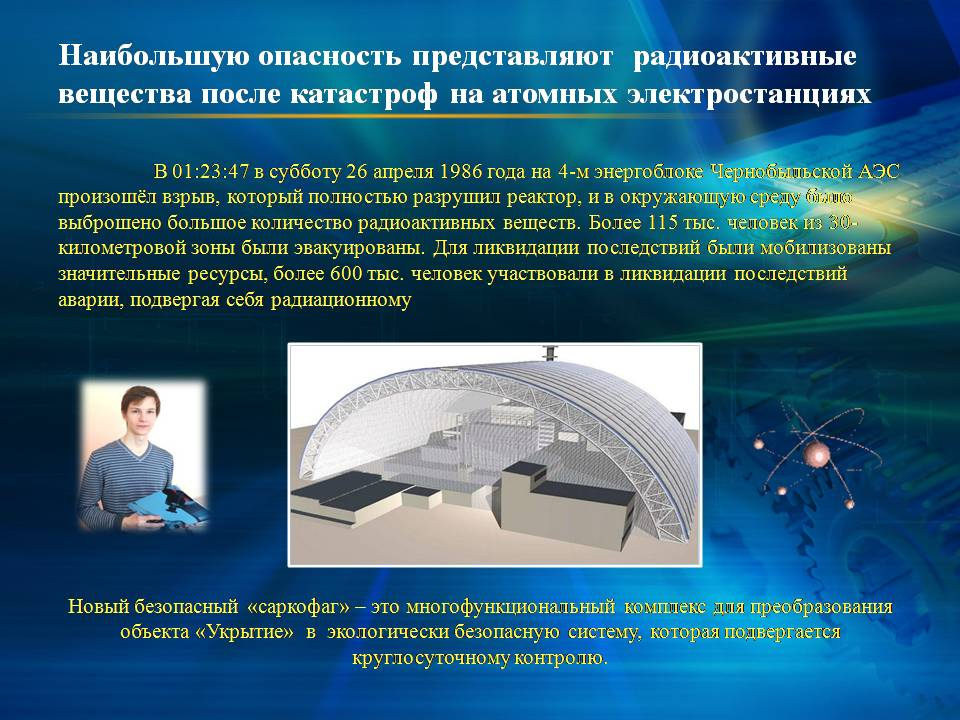 Наибольшую опасность представляют радиоактивные
вещества после катастроф на атомных электростанциях
В 01:23:47 в субботу 26 апреля 1986 года на 4-м энергоблоке Чернобыльской АЭС
произошёл взрыв, который полностью разрушил реактор, и в окружающую среду было
выброшено большое количество радиоактивных веществ. Более 115 тыс. человек из 30-
километровой зоны были эвакуированы. Для ликвидации последствий были мобилизованы
значительные ресурсы, более 600 тыс. человек участвовали в ликвидации последствий
аварии, подвергая себя радиационному
Новый безопасный «саркофаг» – это многофункциональный комплекс для преобразования
объекта «Укрытие» в экологически безопасную систему, которая подвергается
круглосуточному контролю.